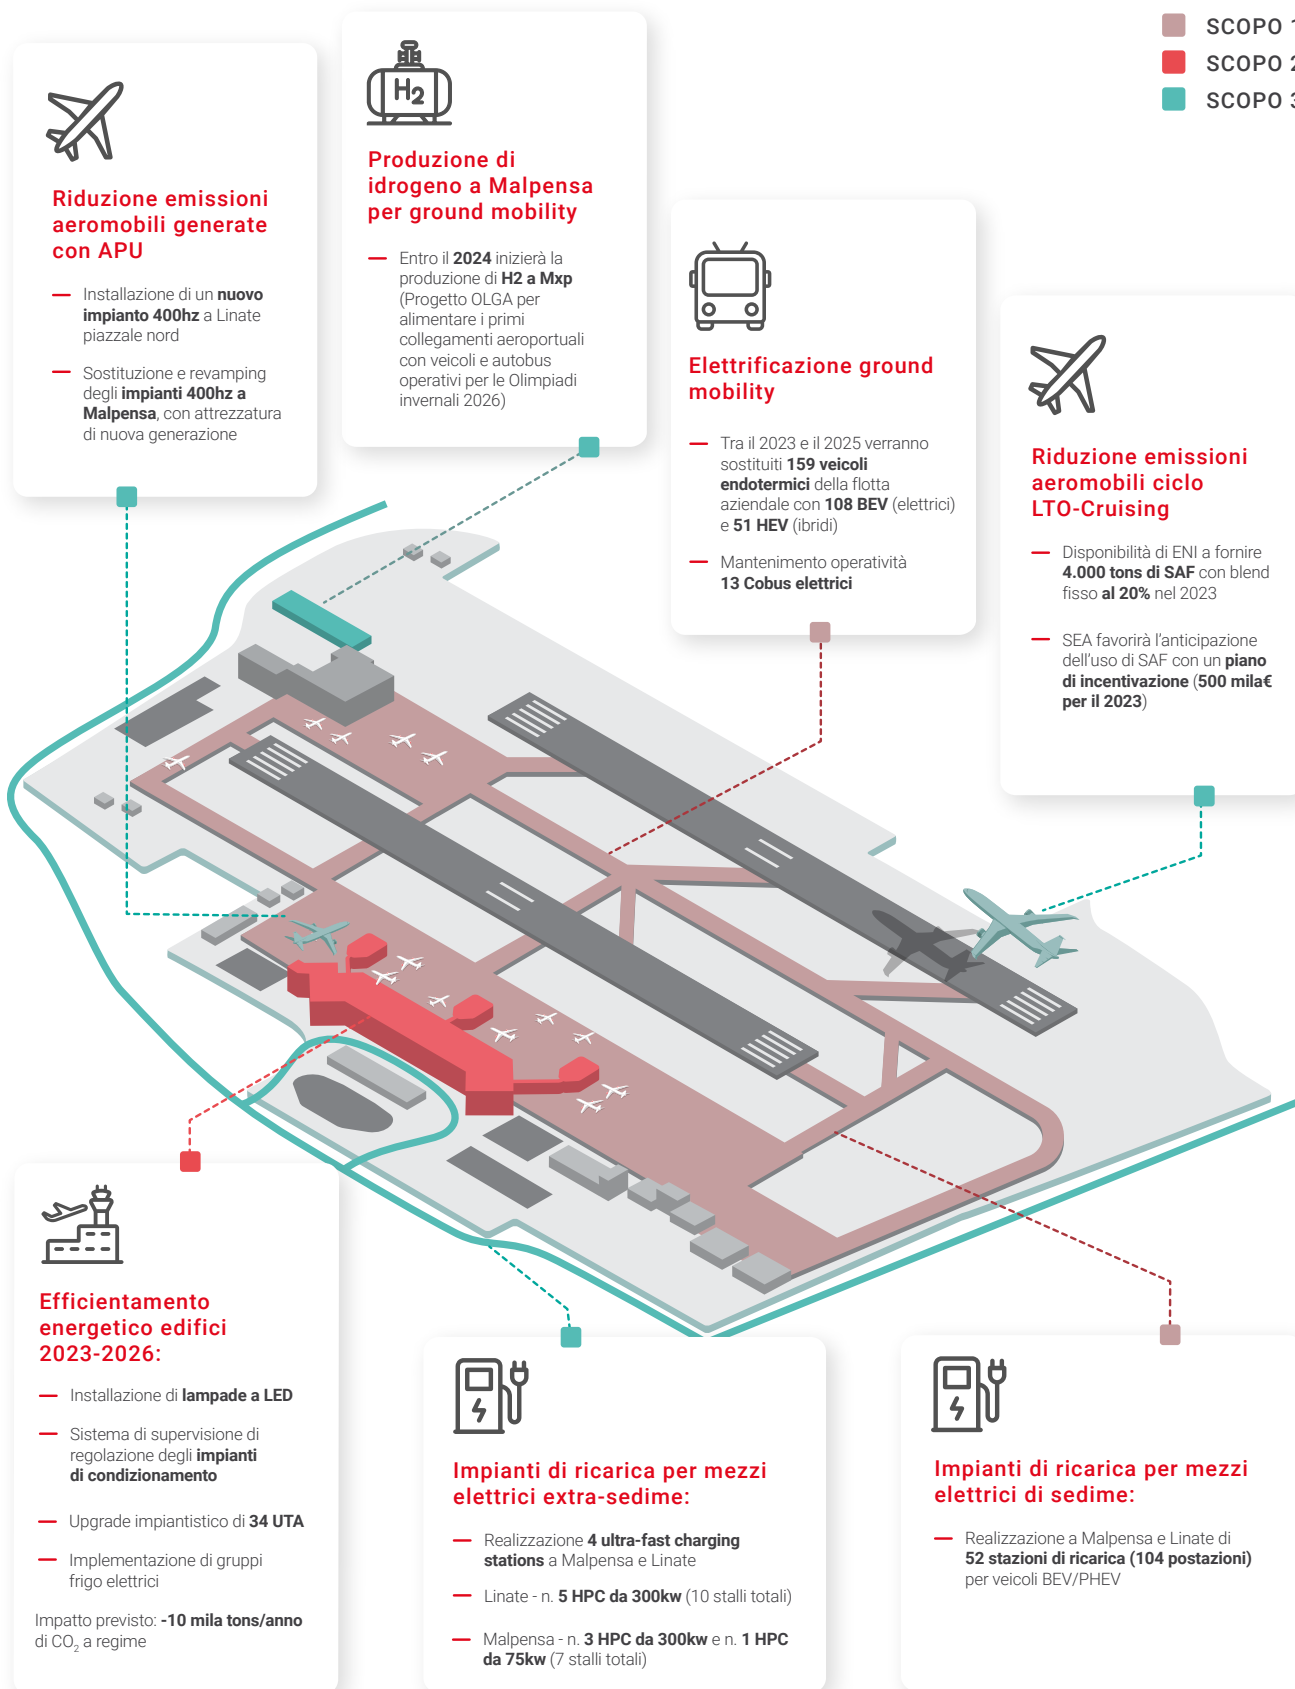 SCOPO 1
SCOPO 2
SCOPO 3
Riduzione emissioni
aeromobili generate
con APU
Installazione di un nuovo
impianto 400hz a Linate
piazzale nord
Sostituzione e revamping
degli impianti 400hz a
Malpensa, con attrezzatura
di nuova generazione
H2
Produzione di
idrogeno a Malpensa
per ground mobility
Entro il 2024 inizierà la
produzione di H2 a Mxp
(Progetto OLGA per
alimentare i primi
collegamenti aeroportuali
con veicoli e autobus
operativi per le Olimpiadi
invernali 2026)
Elettrificazione ground
mobility
Tra il 2023 e il 2025 verranno
sostituiti 159 veicoli
endotermici della flotta
aziendale con 108 BEV (elettrici)
e 51 HEV (ibridi)
Mantenimento operatività
13 Cobus elettrici
Riduzione emissioni
aeromobili ciclo
LTO-Cruising
Disponibilità di ENI a fornire
4.000 tons di SAF con blend
fisso al 20% nel 2023
SEA favorirà l'anticipazione
dell'uso di SAF con un piano
di incentivazione (500 mila€
per il 2023)
Efficientamento
energetico edifici
2023-2026:
Installazione di lampade a LED
Sistema di supervisione di
regolazione degli impianti
di condizionamento
Upgrade impiantistico di 34 UTA
Implementazione di gruppi
frigo elettrici
Impatto previsto: -10 mila tons/anno
di CO2 a regime
Impianti di ricarica per mezzi
elettrici extra-sedime:
Realizzazione 4 ultra-fast charging
stations a Malpensa e Linate
Linate - n. 5 HPC da 300kw (10 stalli totali)
Malpensa - n. 3 HPC da 300kw e n. 1 HPC
da 75kw (7 stalli totali)
Impianti di ricarica per mezzi
elettrici di sedime:
Realizzazione a Malpensa e Linate di
52 stazioni di ricarica (104 postazioni)
per veicoli BEV/PHEV